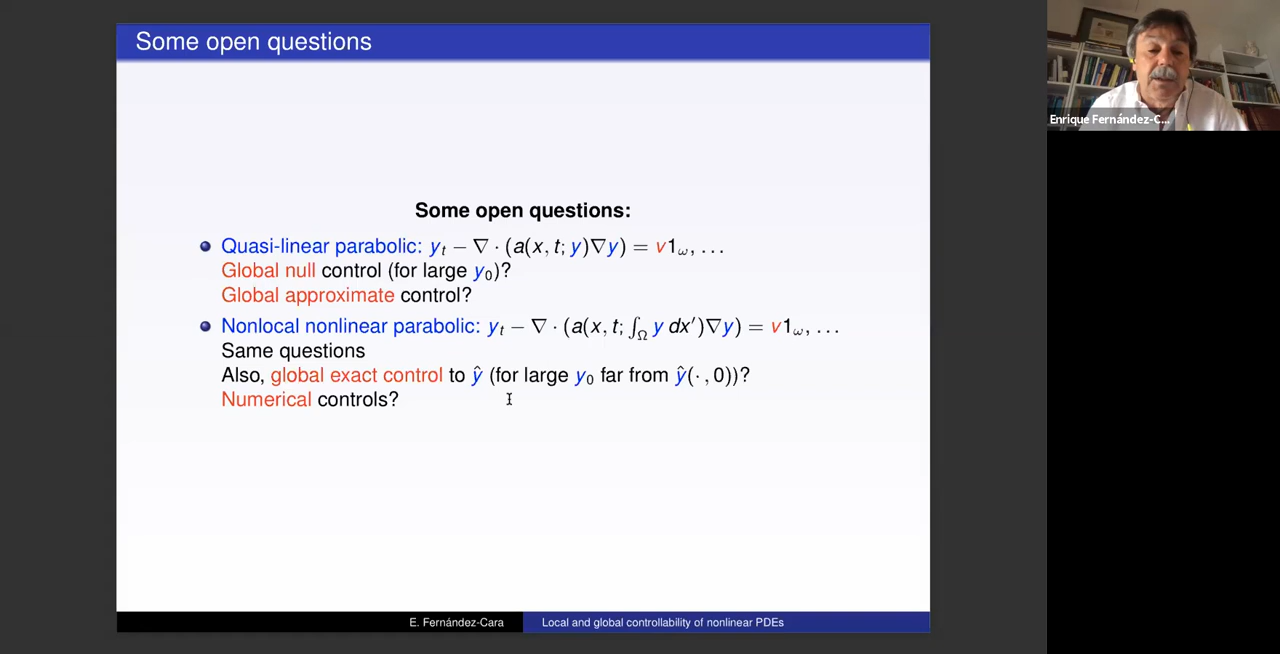 Some open questions
Enrique Fernández-C...
Some open questions:
Quasi-linear parabolic: y_t − ∇ · (a(x, t; y)∇y) = v1_ω, . . .
Global null control (for large y_0)?
Global approximate control?
Nonlocal nonlinear parabolic: y_t − ∇ · (a(x, t; ∫_Ω y dx′)∇y) = v1_ω, . . .
Same questions
Also, global exact control to ŷ (for large y_0 far from ŷ(· , 0))?
Numerical controls?
E. Fernández-Cara
Local and global controllability of nonlinear PDEs